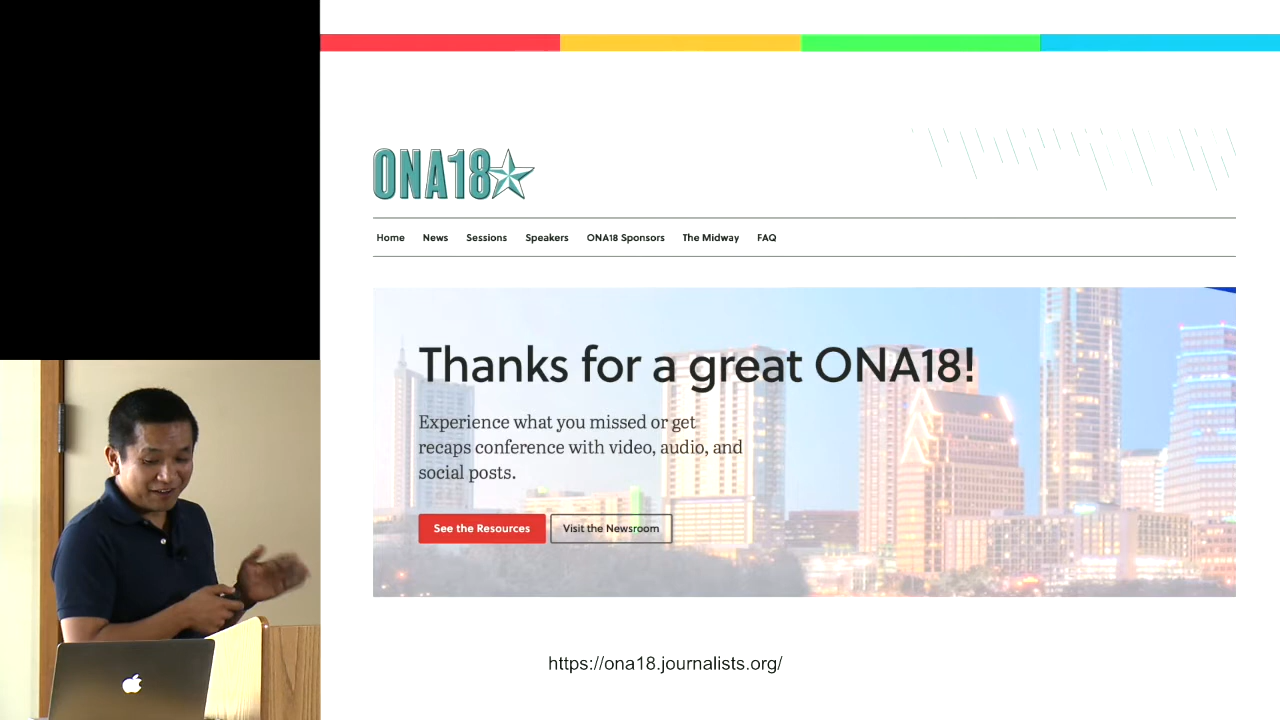 ONA18
Home News Sessions Speakers ONA18 Sponsors The Midway FAQ
Thanks for a great ONA18!
Experience what you missed or get
recaps conference with video, audio, and
social posts.
See the Resources Visit the Newsroom
https://ona18.journalists.org/